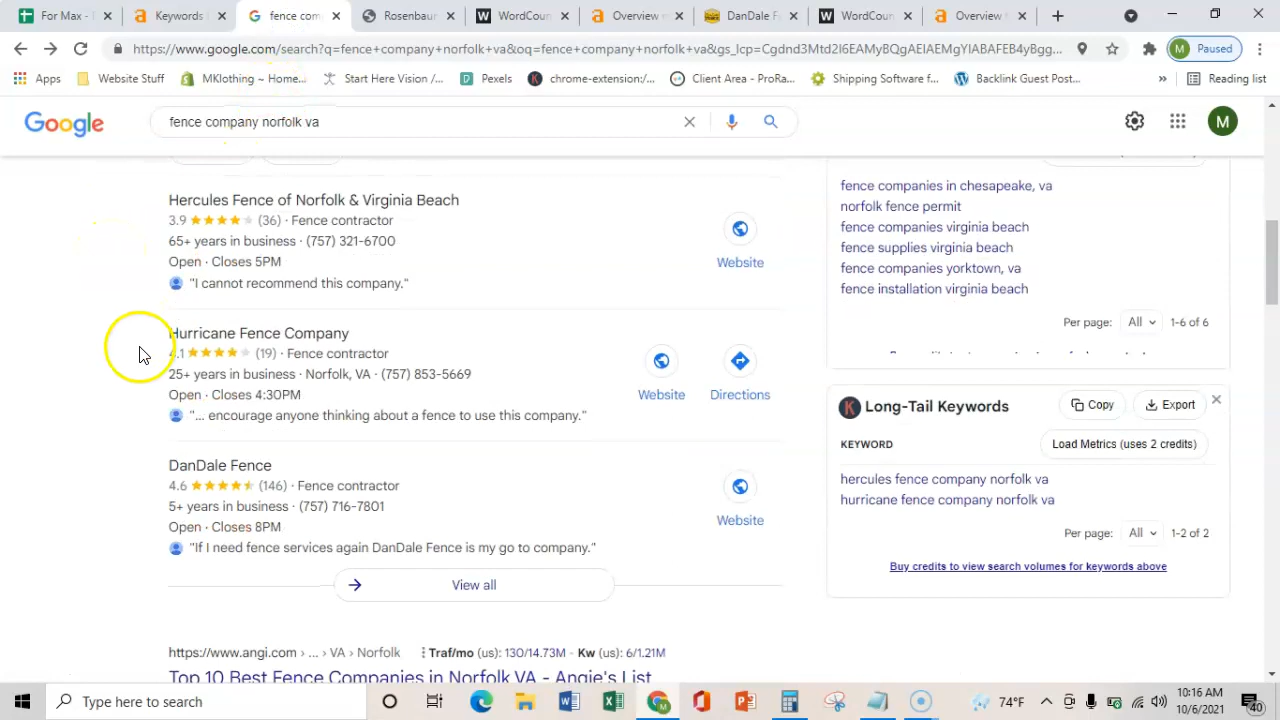 For Max -
Keywords
fence com
Rosenbaur
WordCoun
Overview
DanDale F
WordCoun
Overview
https://www.google.com/search?q=fence+company+norfolk+va&oq=fence+company+norfolk+va&gs_lcp=Cgdnd3Mtd2l6EAMyBQgAEIAEMgYIABAFEB4yBgg...
M Paused
Apps
Website Stuff
MKlothing ~ Home...
Start Here Vision /...
Pexels
chrome-extension:/...
Client Area - ProRa...
Shipping Software f...
Backlink Guest Post...
»
Reading list
Google
fence company norfolk va
M
Hercules Fence of Norfolk & Virginia Beach
3.9 (36) · Fence contractor
65+ years in business · (757) 321-6700
Open · Closes 5PM
"I cannot recommend this company."
Website
Hurricane Fence Company
4.1 (19) · Fence contractor
25+ years in business · Norfolk, VA · (757) 853-5669
Open · Closes 4:30PM
"... encourage anyone thinking about a fence to use this company."
Website
Directions
DanDale Fence
4.6 (146) · Fence contractor
5+ years in business · (757) 716-7801
Open · Closes 8PM
"If I need fence services again DanDale Fence is my go to company."
Website
View all
https://www.angi.com › ... › VA › Norfolk
Traf/mo (us): 130/14.73M - Kw (us): 6/1.21M
Top 10 Best Fence Companies in Norfolk VA - Angie's List
fence companies in chesapeake, va
norfolk fence permit
fence companies virginia beach
fence supplies virginia beach
fence companies yorktown, va
fence installation virginia beach
Per page: All 1-6 of 6
K Long-Tail Keywords
Copy
Export
KEYWORD
Load Metrics (uses 2 credits)
hercules fence company norfolk va
hurricane fence company norfolk va
Per page: All 1-2 of 2
Buy credits to view search volumes for keywords above
Type here to search
74°F
10:16 AM
10/6/2021
40